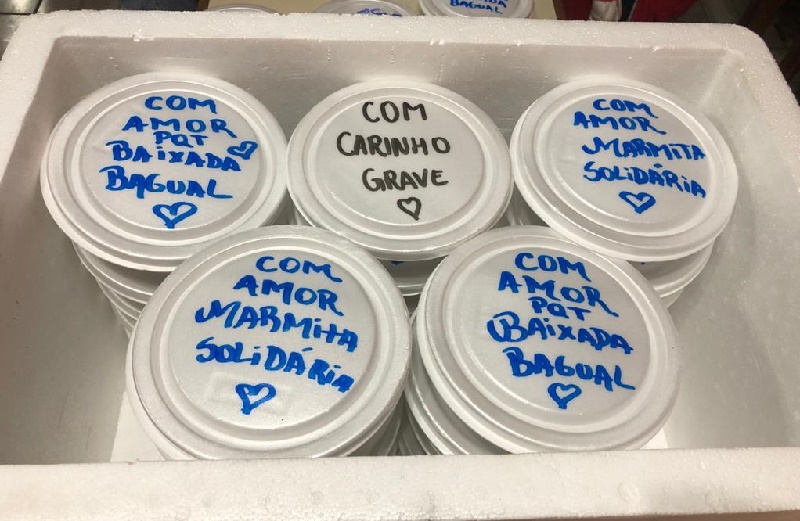 BAGUAL
COM
AMOR
PQT
BAIXADA
BAGUAL
COM
CARINHO
GRAVE
COM
AMOR
MARMITA
SOLIDÁRIA
COM
AMOR
MARMITA
SOLIDÁRIA
COM
AMOR
PQT
BAIXADA
BAGUAL